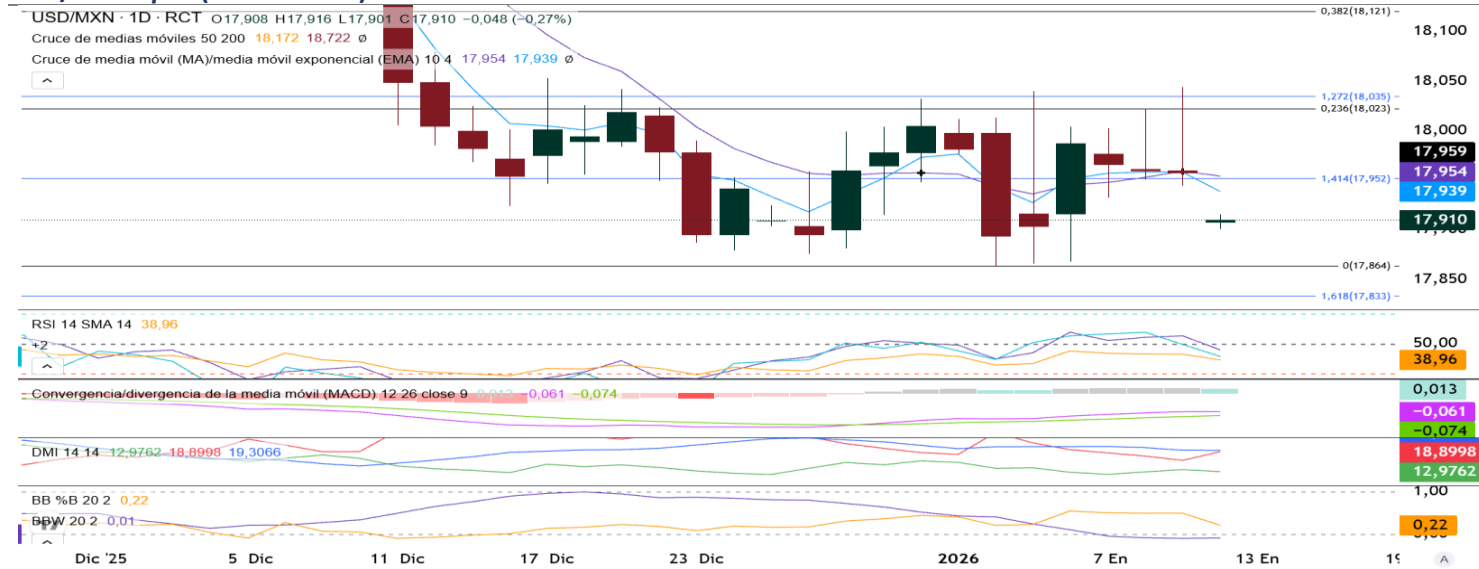 USD/MXN · 1D · RCT O17,908 H17,916 L17,901 C17,910 −0,048 (−0,27%)
0,382(18,121)
18,100
Cruce de medias móviles 50 200 18,172 18,722 ∅
Cruce de media móvil (MA)/media móvil exponencial (EMA) 10 4 17,954 17,939 ∅
18,050
1,272(18,035)
0,236(18,023)
18,000
17,959
17,954
1,414(17,952)
17,939
17,910
17,900
0(17,864)
17,850
1,618(17,833)
RSI 14 SMA 14 38,96
+2
50,00
38,96
Convergencia/divergencia de la media móvil (MACD) 12 26 close 9 0,013 −0,061 −0,074
0,013
−0,061
−0,074
DMI 14 14 12,9762 18,8998 19,3066
18,8998
12,9762
BB %B 20 2 0,22
1,00
BBW 20 2 0,01
0,22
0,00
Dic '25 5 Dic 11 Dic 17 Dic 23 Dic 2026 7 En 13 En 19
A